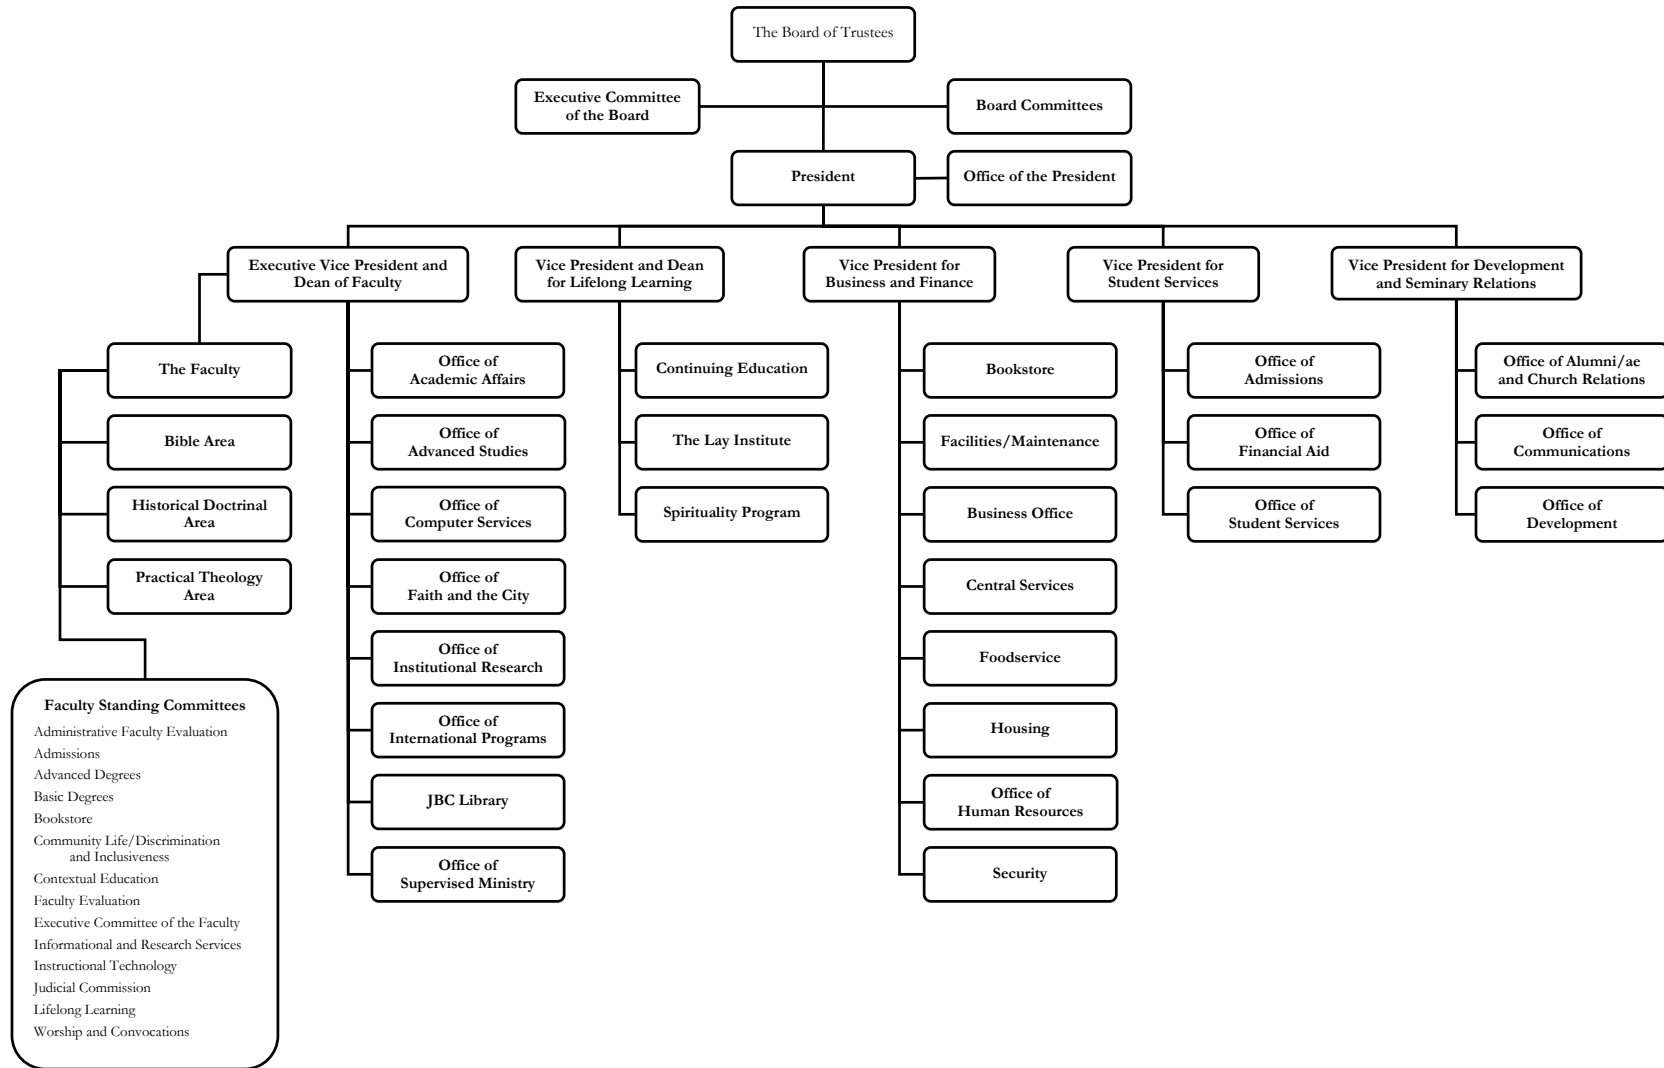 The Board of Trustees
Executive Committee
of the Board
Board Committees
President
Office of the President
Executive Vice President and
Dean of Faculty
Vice President and Dean
for Lifelong Learning
Vice President for
Business and Finance
Vice President for
Student Services
Vice President for Development
and Seminary Relations
The Faculty
Bible Area
Historical Doctrinal
Area
Practical Theology
Area
Faculty Standing Committees
Administrative Faculty Evaluation
Admissions
Advanced Degrees
Basic Degrees
Bookstore
Community Life/Discrimination
and Inclusiveness
Contextual Education
Faculty Evaluation
Executive Committee of the Faculty
Informational and Research Services
Instructional Technology
Judicial Commission
Lifelong Learning
Worship and Convocations
Office of
Academic Affairs
Office of
Advanced Studies
Office of
Computer Services
Office of
Faith and the City
Office of
Institutional Research
Office of
International Programs
JBC Library
Office of
Supervised Ministry
Continuing Education
The Lay Institute
Spirituality Program
Bookstore
Facilities/Maintenance
Business Office
Central Services
Foodservice
Housing
Office of
Human Resources
Security
Office of
Admissions
Office of
Financial Aid
Office of
Student Services
Office of Alumni/ae
and Church Relations
Office of
Communications
Office of
Development